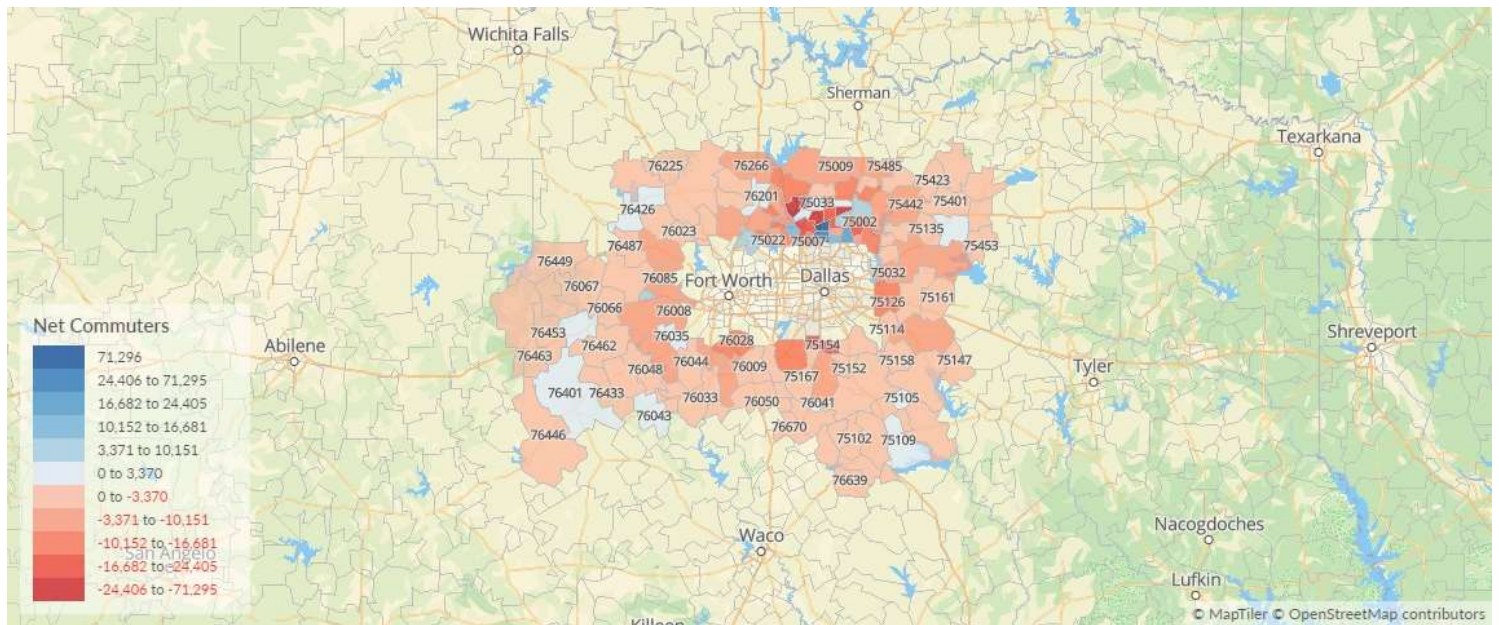 Wichita Falls
Sherman
Texarkana
76225
76266
75009
75485
75423
76201
75033
75442
75401
76426
75002
76023
75135
76487
75022
75007
75453
76449
75032
76085
Fort Worth
Dallas
76067
75126
75161
76066
76008
75114
76453
76035
76028
75154
Shreveport
Abilene
76463
76462
76044
76009
75152
75158
75147
Tyler
76048
75167
76401
76433
76033
76050
76041
75105
76043
76670
76446
75102
75109
76639
Waco
Nacogdoches
Lufkin
Killeen
Net Commuters
71,296
24,406 to 71,295
16,682 to 24,405
10,152 to 16,681
3,371 to 10,151
0 to 3,370
0 to -3,370
-3,371 to -10,151
-10,152 to -16,681
San Angelo
-16,682 to -24,405
-24,406 to -71,295
© MapTiler © OpenStreetMap contributors